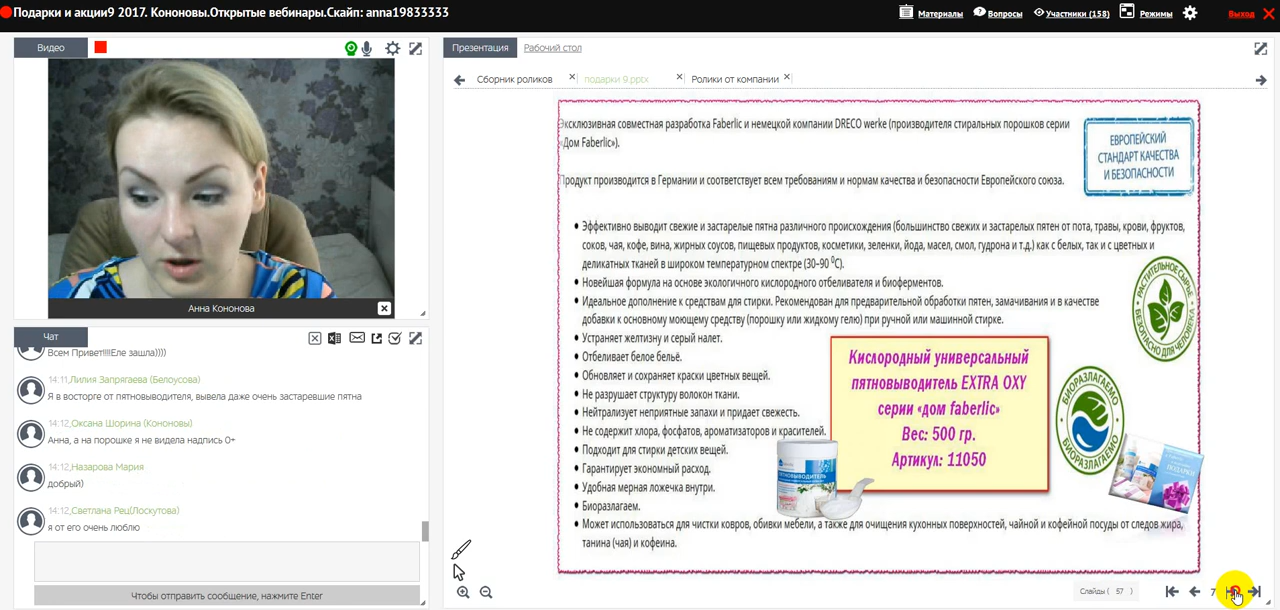 Подарки и акции9 2017. Кононовы.Открытые вебинары.Скайп: anna19833333
Материалы
Вопросы
Участники (158)
Режимы
Выход
Видео
Анна Кононова
Чат
Всем Привет!!!!Еле зашла))))
14:11,Лилия Запрягаева (Белоусова)
Я в восторге от пятновыводителя, вывела даже очень застаревшие пятна
14:12,Оксана Шорина (Кононовы)
Анна, а на порошке я не видела надпись 0+
14:12,Назарова Мария
добрый)
14:12,Светлана Рец(Лоскутова)
я от его очень люблю
Чтобы отправить сообщение, нажмите Enter
Презентация
Рабочий стол
Сборник роликов
подарки 9.pptx
Ролики от компании
Эксклюзивная совместная разработка Faberlic и немецкой компании DRECO werke (производителя стиральных порошков серии
«Дом Faberlic»).
Продукт производится в Германии и соответствует всем требованиям и нормам качества и безопасности Европейского союза.
ЕВРОПЕЙСКИЙ
СТАНДАРТ КАЧЕСТВА
И БЕЗОПАСНОСТИ
• Эффективно выводит свежие и застарелые пятна различного происхождения (большинство свежих и застарелых пятен от пота, травы, крови, фруктов,
соков, чая, кофе, вина, жирных соусов, пищевых продуктов, косметики, зеленки, йода, масел, смол, гудрона и т.д.) как с белых, так и с цветных и
деликатных тканей в широком температурном спектре (30-90 ⁰С).
• Новейшая формула на основе экологичного кислородного отбеливателя и биоферментов.
• Идеальное дополнение к средствам для стирки. Рекомендован для предварительной обработки пятен, замачивания и в качестве
добавки к основному моющему средству (порошку или жидкому гелю) при ручной или машинной стирке.
• Устраняет желтизну и серый налет.
• Отбеливает белое бельё.
• Обновляет и сохраняет краски цветных вещей.
• Не разрушает структуру волокон ткани.
• Нейтрализует неприятные запахи и придает свежесть.
• Не содержит хлора, фосфатов, ароматизаторов и красителей.
• Подходит для стирки детских вещей.
• Гарантирует экономный расход.
• Удобная мерная ложечка внутри.
• Биоразлагаем.
• Может использоваться для чистки ковров, обивки мебели, а также для очищения кухонных поверхностей, чайной и кофейной посуды от следов жира,
танина (чая) и кофеина.
Кислородный универсальный
пятновыводитель EXTRA OXY
серии «дом faberlic»
Вес: 500 гр.
Артикул: 11050
РАСТИТЕЛЬНОЕ СЫРЬЕ
БЕЗОПАСНО ДЛЯ ЧЕЛОВЕКА
БИОРАЗЛАГАЕМО
БИОРАЗЛАГАЕМО
ПЯТНОВЫВОДИТЕЛЬ
ПОДАРКИ
Слайды ( 57 )
7